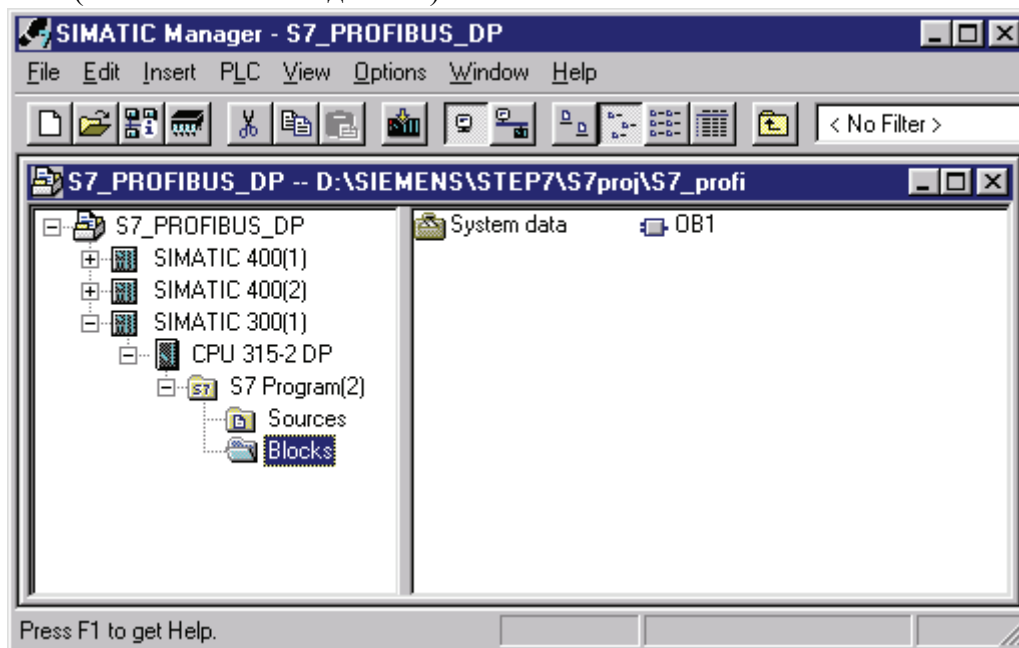 SIMATIC Manager - S7_PROFIBUS_DP
File Edit Insert PLC View Options Window Help
< No Filter >
S7_PROFIBUS_DP -- D:\SIEMENS\STEP7\S7proj\S7_profi
S7_PROFIBUS_DP
SIMATIC 400(1)
SIMATIC 400(2)
SIMATIC 300(1)
CPU 315-2 DP
S7 Program(2)
Sources
Blocks
System data OB1
Press F1 to get Help.